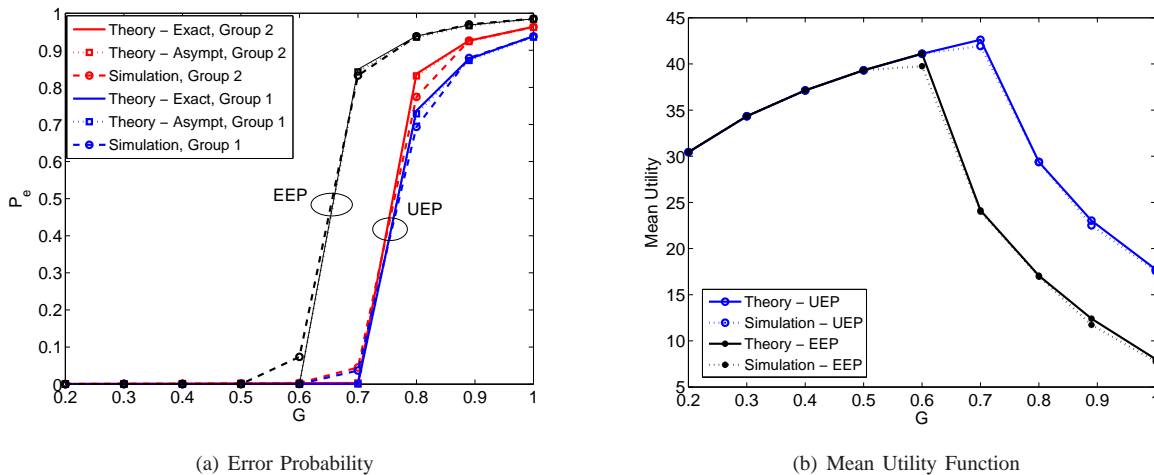 1
0.9
0.8
0.7
0.6
0.5
0.4
0.3
0.2
0.1
0
P_e
Theory − Exact, Group 2
Theory − Asympt, Group 2
Simulation, Group 2
Theory − Exact, Group 1
Theory − Asympt, Group 1
Simulation, Group 1
EEP
UEP
0.2 0.3 0.4 0.5 0.6 0.7 0.8 0.9 1
G
(a) Error Probability
45
40
35
30
25
20
15
10
5
Mean Utility
Theory − UEP
Simulation − UEP
Theory − EEP
Simulation − EEP
0.2 0.3 0.4 0.5 0.6 0.7 0.8 0.9 1
G
(b) Mean Utility Function